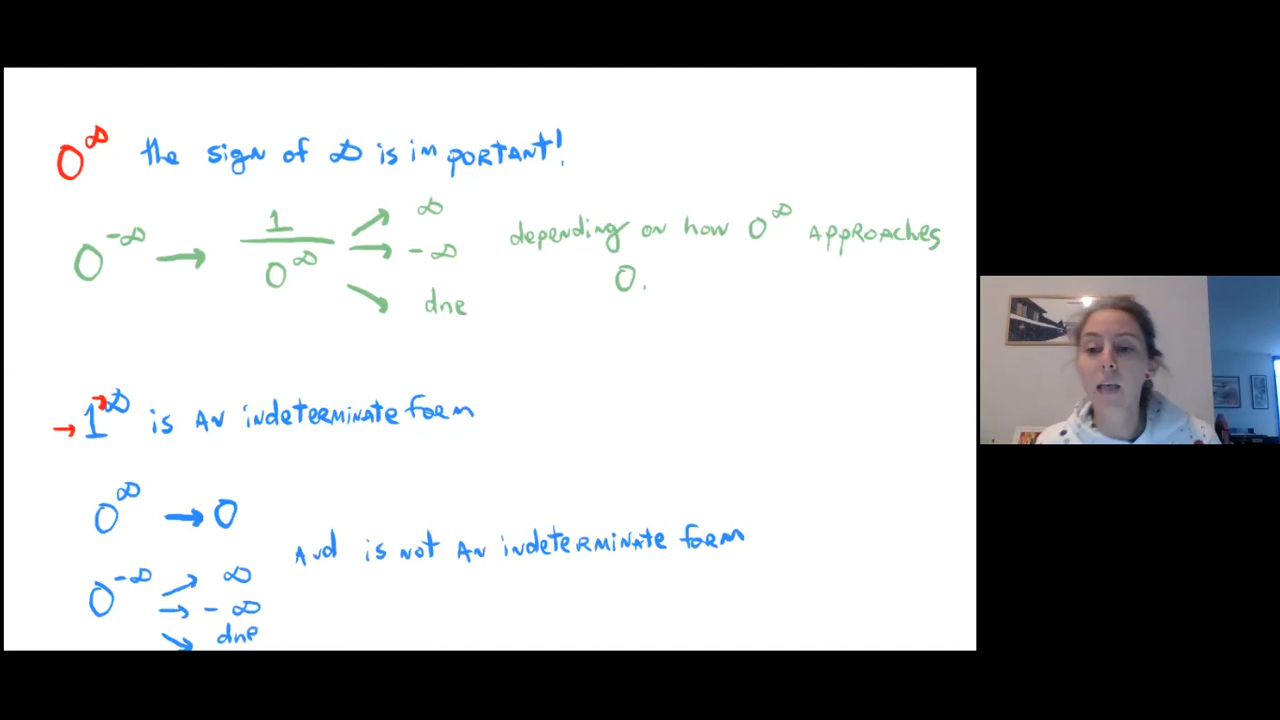 0^∞ the sign of ∞ is important!
0^-∞ → 1/0^∞ ↗ ∞ → -∞ ↘ dne depending on how 0^∞ approaches 0.
→ 1^∞ is an indeterminate form
0^∞ → 0
and is not an indeterminate form
0^-∞ ↗ ∞ → -∞ ↘ dne